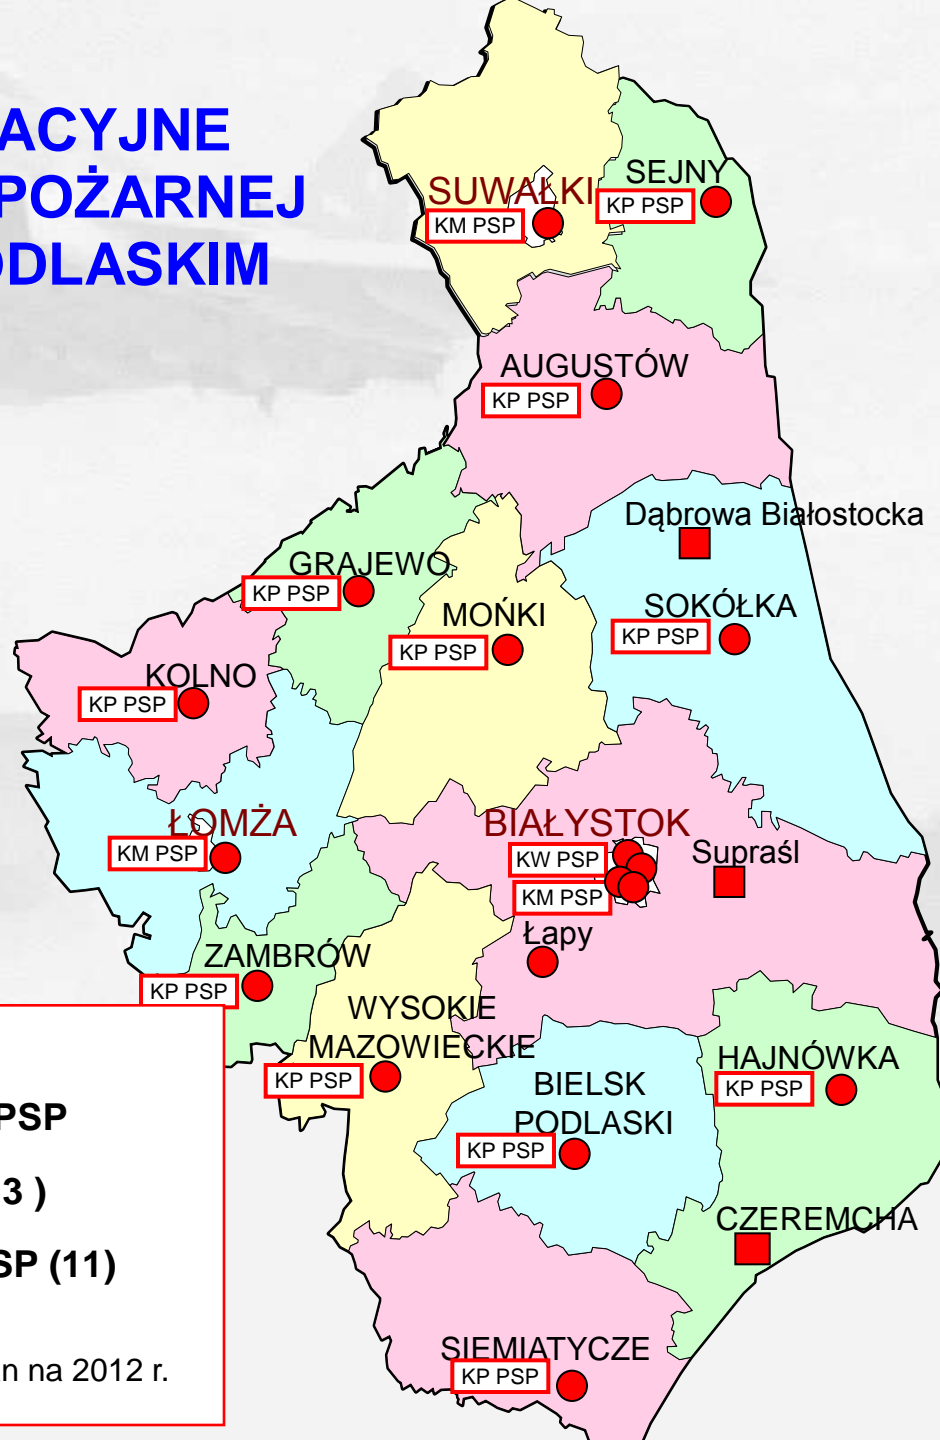 ACYJNE
POŻARNEJ
DLASKIM
SUWAŁKI
KM PSP
SEJNY
KP PSP
AUGUSTÓW
KP PSP
Dąbrowa Białostocka
GRAJEWO
KP PSP
MOŃKI
KP PSP
SOKÓŁKA
KP PSP
KOLNO
KP PSP
ŁOMŻA
KM PSP
BIAŁYSTOK
KW PSP
KM PSP
Supraśl
Łapy
ZAMBRÓW
KP PSP
WYSOKIE
MAZOWIECKIE
KP PSP
BIELSK
PODLASKI
KP PSP
HAJNÓWKA
KP PSP
CZEREMCHA
SIEMIATYCZE
KP PSP
PSP
3 )
SP (11)
n na 2012 r.